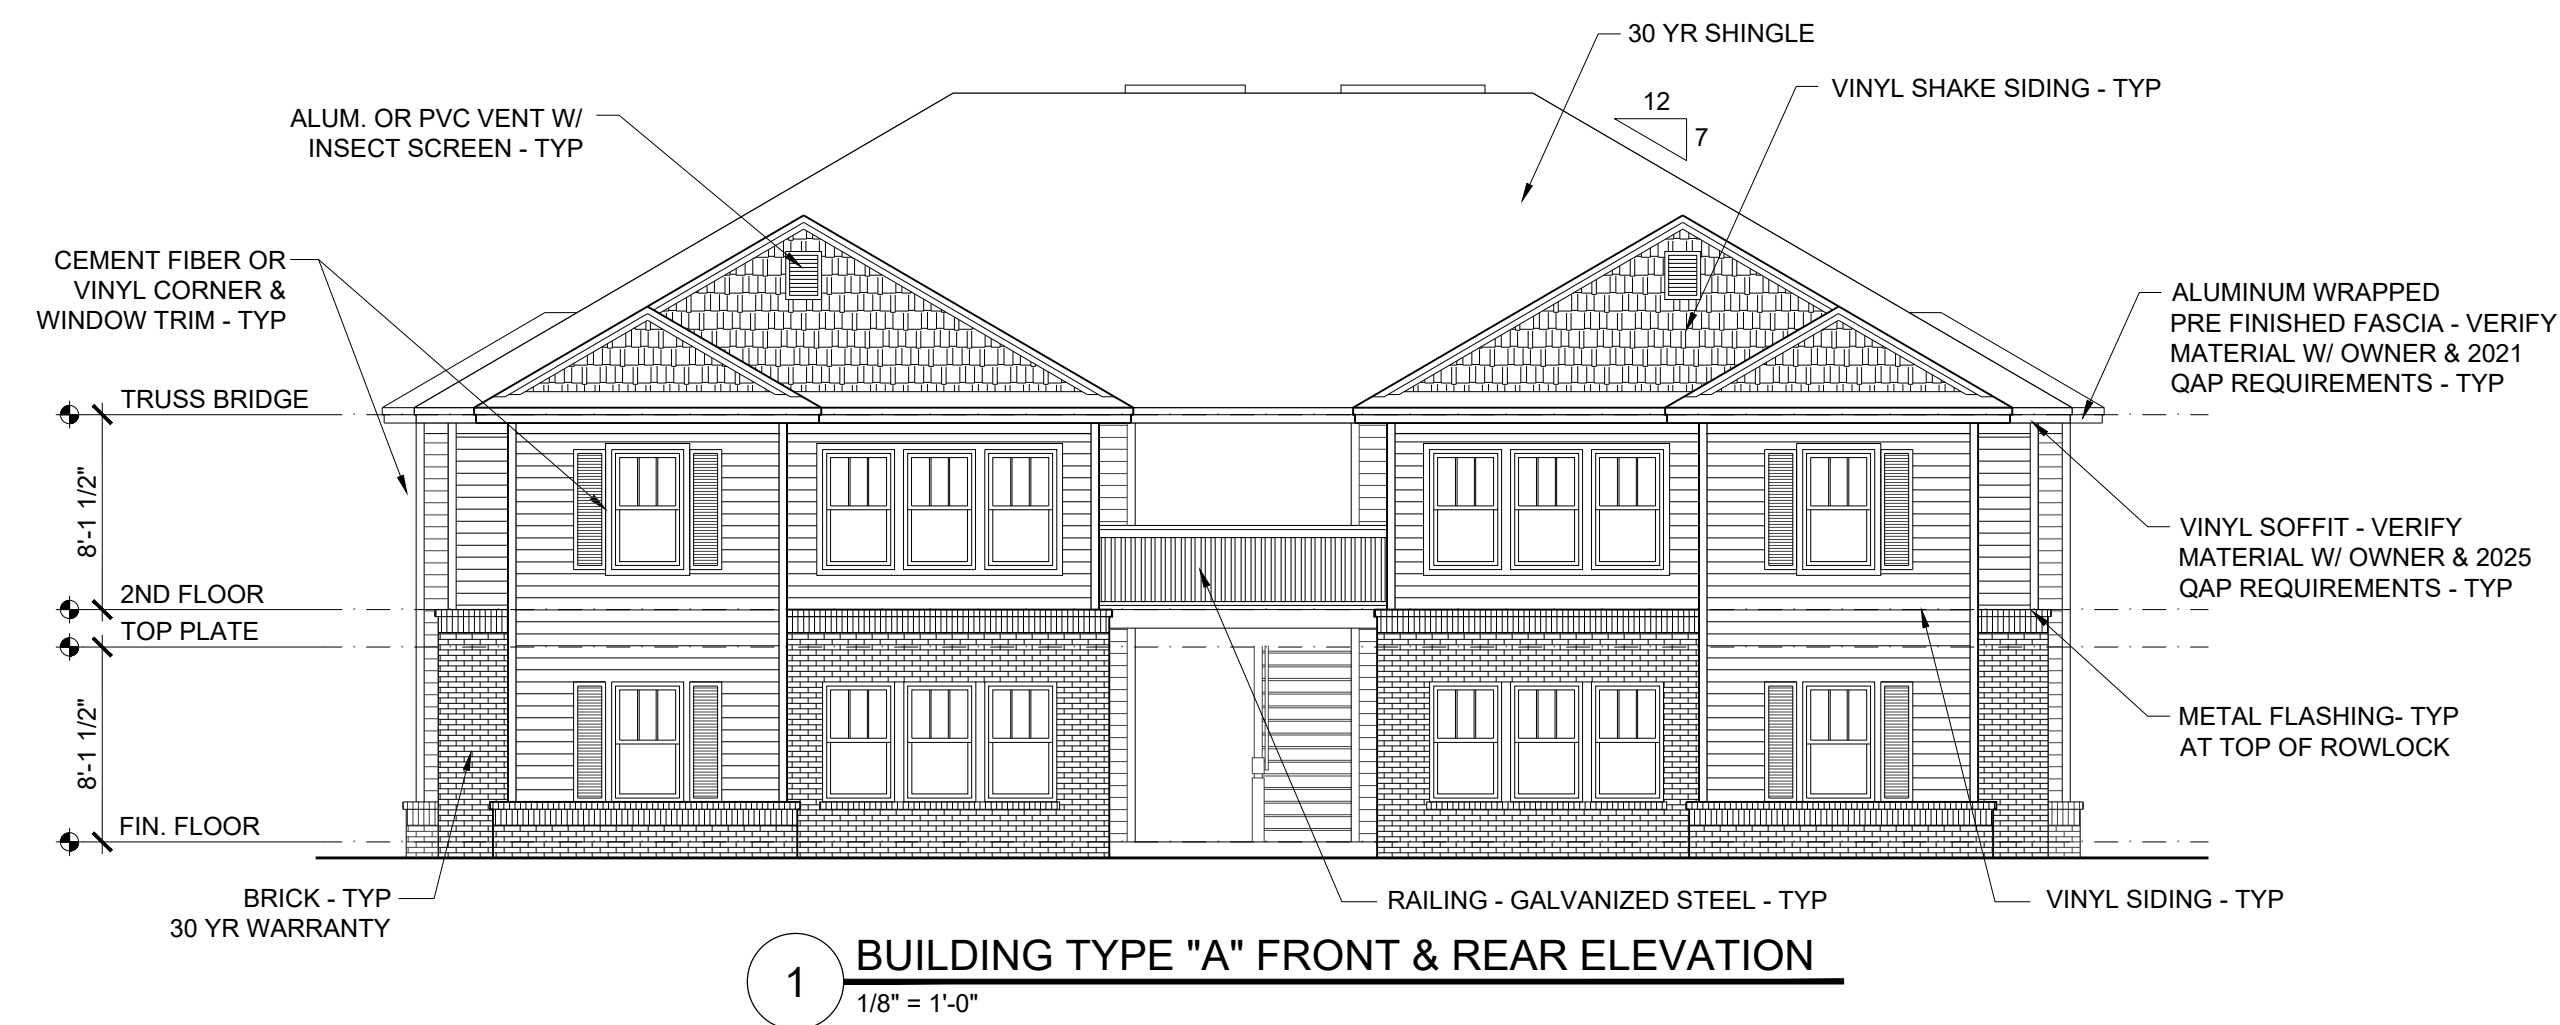 30 YR SHINGLE
VINYL SHAKE SIDING - TYP
12
7
ALUM. OR PVC VENT W/
INSECT SCREEN - TYP
CEMENT FIBER OR
VINYL CORNER &
WINDOW TRIM - TYP
ALUMINUM WRAPPED
PRE FINISHED FASCIA - VERIFY
MATERIAL W/ OWNER & 2021
QAP REQUIREMENTS - TYP
TRUSS BRIDGE
8'-1 1/2"
VINYL SOFFIT - VERIFY
MATERIAL W/ OWNER & 2025
QAP REQUIREMENTS - TYP
2ND FLOOR
TOP PLATE
8'-1 1/2"
METAL FLASHING- TYP
AT TOP OF ROWLOCK
FIN. FLOOR
BRICK - TYP
30 YR WARRANTY
RAILING - GALVANIZED STEEL - TYP
VINYL SIDING - TYP
1
BUILDING TYPE "A" FRONT & REAR ELEVATION
1/8" = 1'-0"